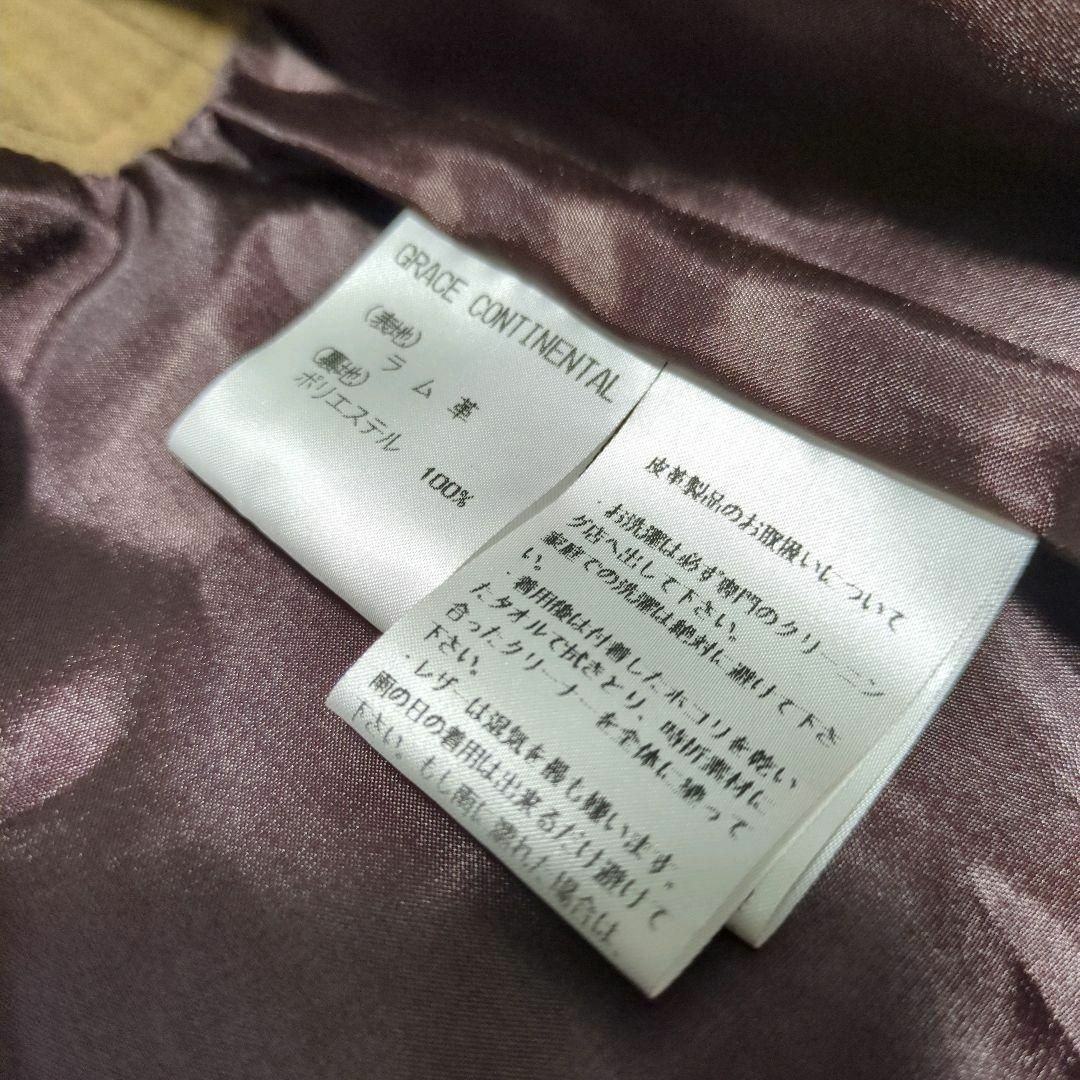 GRACE CONTINENTAL
(表地)
ラム革
(裏地)
ポリエステル
100%
皮革製品のお取扱いについて
・お洗濯は必ず専門のクリーニン
グ店へ出して下さい。
家庭での洗濯は絶対に避けて下さ
い。
・着用後は付着したホコリを乾い
たタオルで拭きとり、時折素材に
合ったクリーナーを全体に塗って
下さい。
・レザーは湿気を最も嫌います。
雨の日の着用は出来るだけ避けて
下さい。もし雨に濡れた場合は、